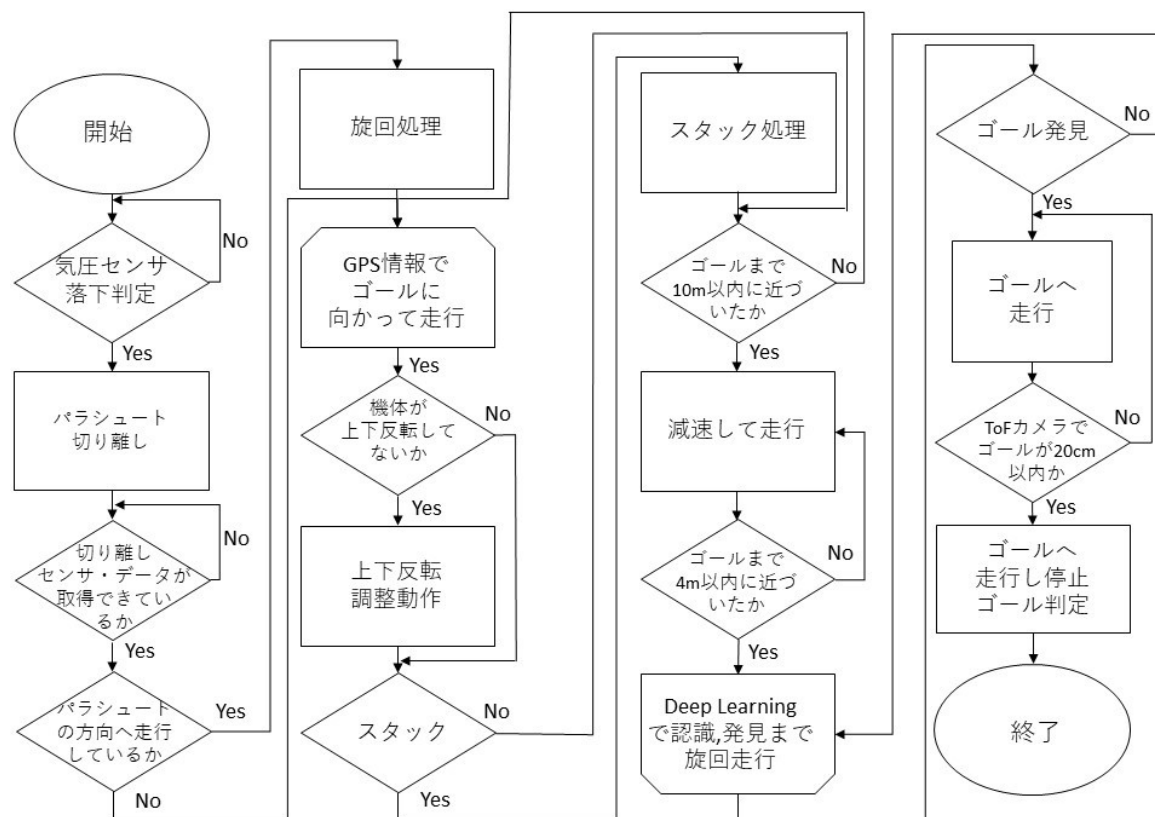 開始
No
気圧センサ
落下判定
Yes
パラシュート
切り離し
No
切り離し
センサ・データが
取得できてい
るか
Yes
パラシュート
の方向へ走行
しているか
Yes
No
旋回処理
GPS情報で
ゴールに
向かって走行
Yes
機体が
上下反転して
ないか
No
Yes
上下反転
調整動作
スタック
No
Yes
スタック処理
ゴールまで
10m以内に近づ
いたか
No
Yes
減速して走行
ゴールまで
4m以内に近づ
いたか
No
Yes
Deep Learning
で認識,発見まで
旋回走行
ゴール発見
No
Yes
ゴールへ
走行
ToFカメラで
ゴールが20cm
以内か
No
Yes
ゴールへ
走行し停止
ゴール判定
終了